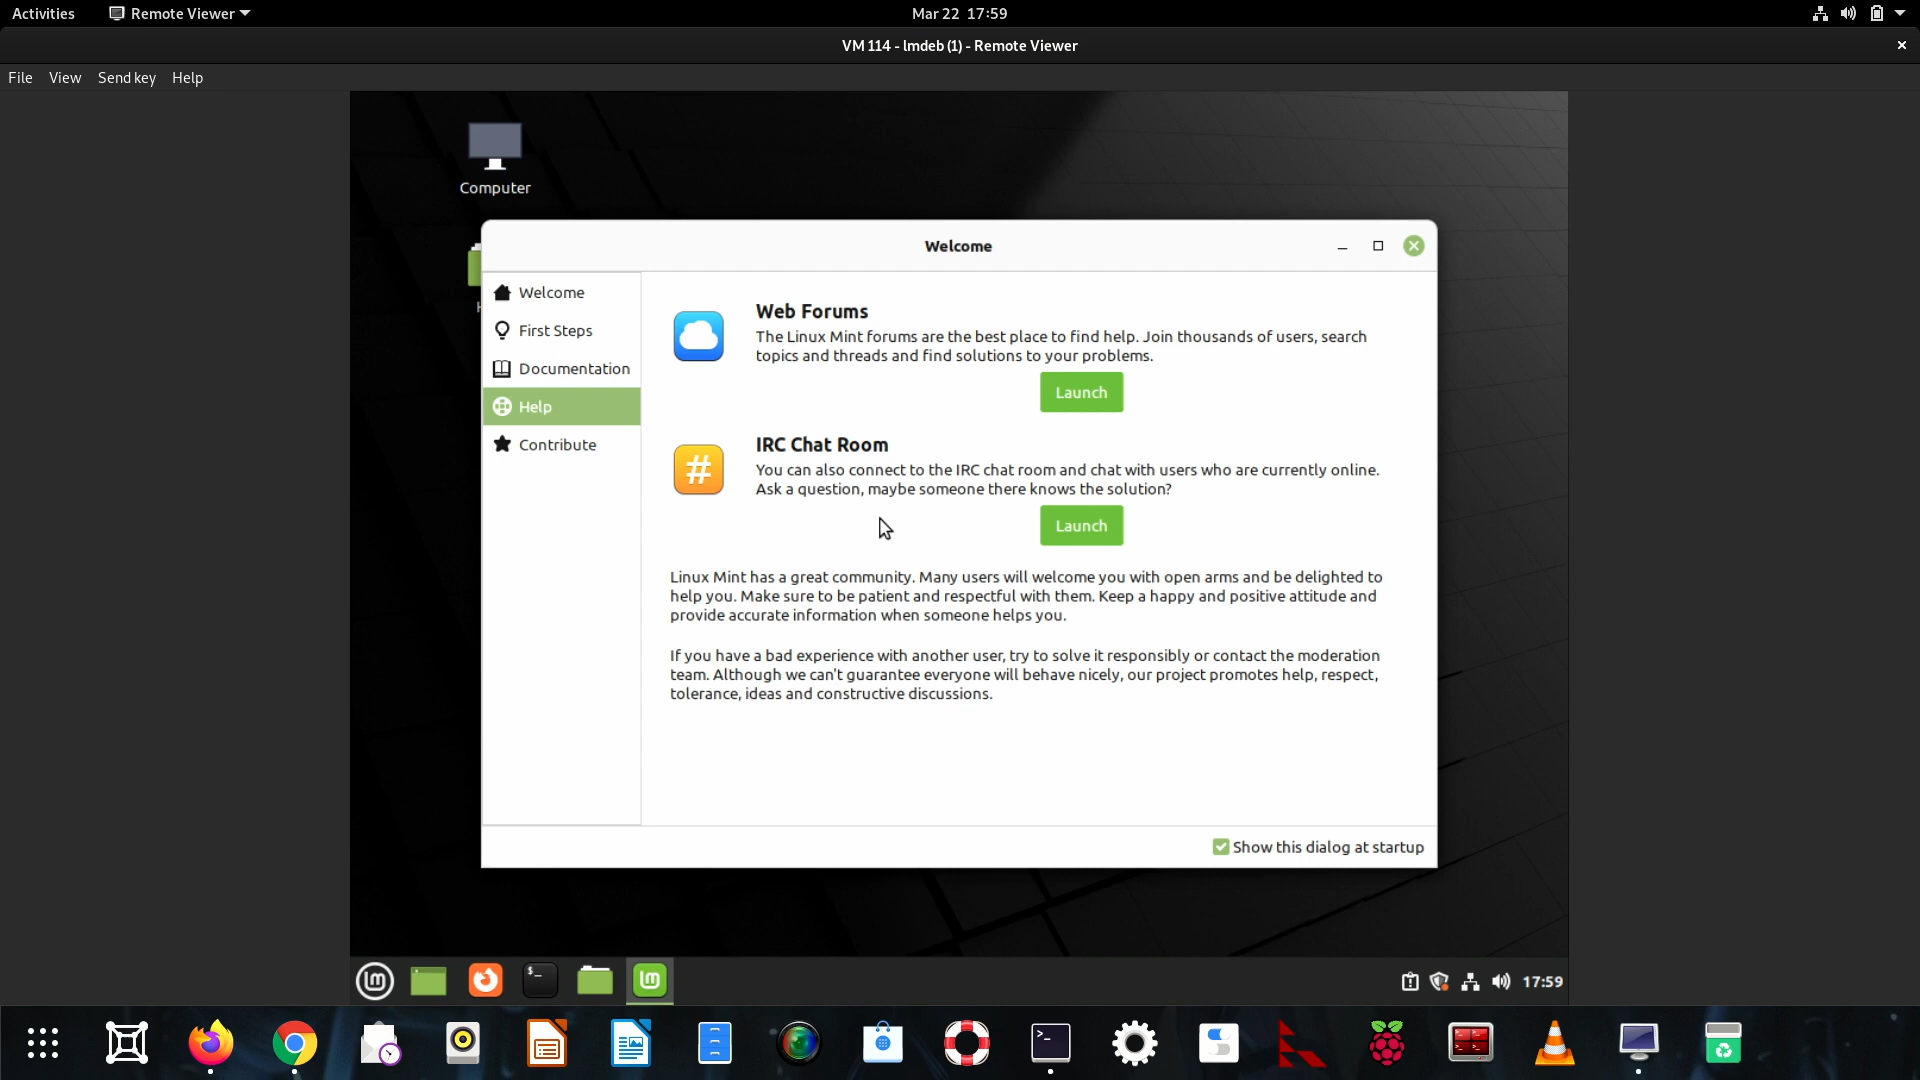 Activities
Remote Viewer
Mar 22 17:59
VM 114 - lmdeb (1) - Remote Viewer
File View Send key Help
Computer
Welcome
Welcome
First Steps
Documentation
Help
Contribute
Web Forums
The Linux Mint forums are the best place to find help. Join thousands of users, search
topics and threads and find solutions to your problems.
Launch
IRC Chat Room
You can also connect to the IRC chat room and chat with users who are currently online.
Ask a question, maybe someone there knows the solution?
Launch
Linux Mint has a great community. Many users will welcome you with open arms and be delighted to
help you. Make sure to be patient and respectful with them. Keep a happy and positive attitude and
provide accurate information when someone helps you.
If you have a bad experience with another user, try to solve it responsibly or contact the moderation
team. Although we can't guarantee everyone will behave nicely, our project promotes help, respect,
tolerance, ideas and constructive discussions.
Show this dialog at startup
17:59